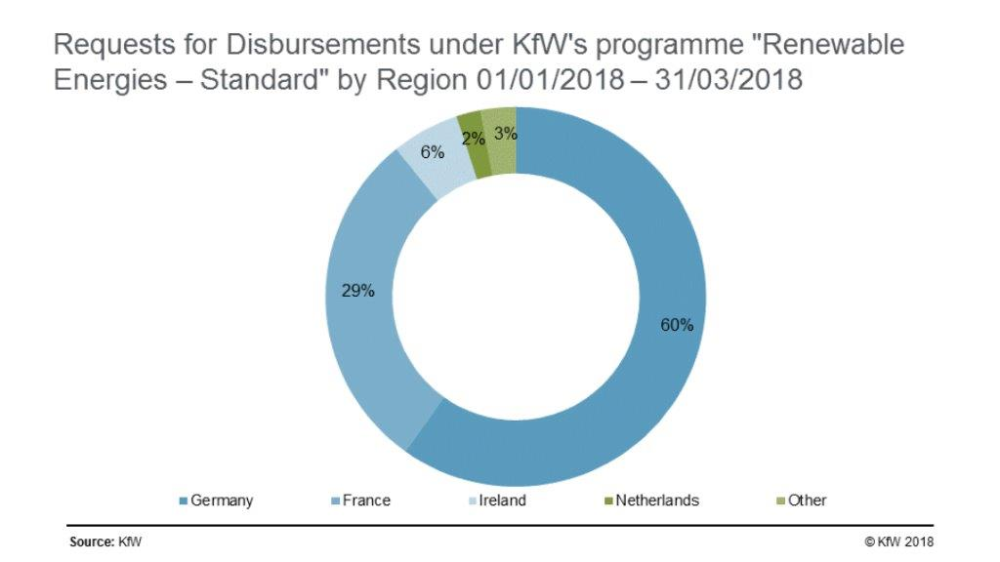 Requests for Disbursements under KfW's programme "Renewable
Energies – Standard" by Region 01/01/2018 – 31/03/2018
2%
3%
6%
29%
60%
Germany France Ireland Netherlands Other
Source: KfW © KfW 2018